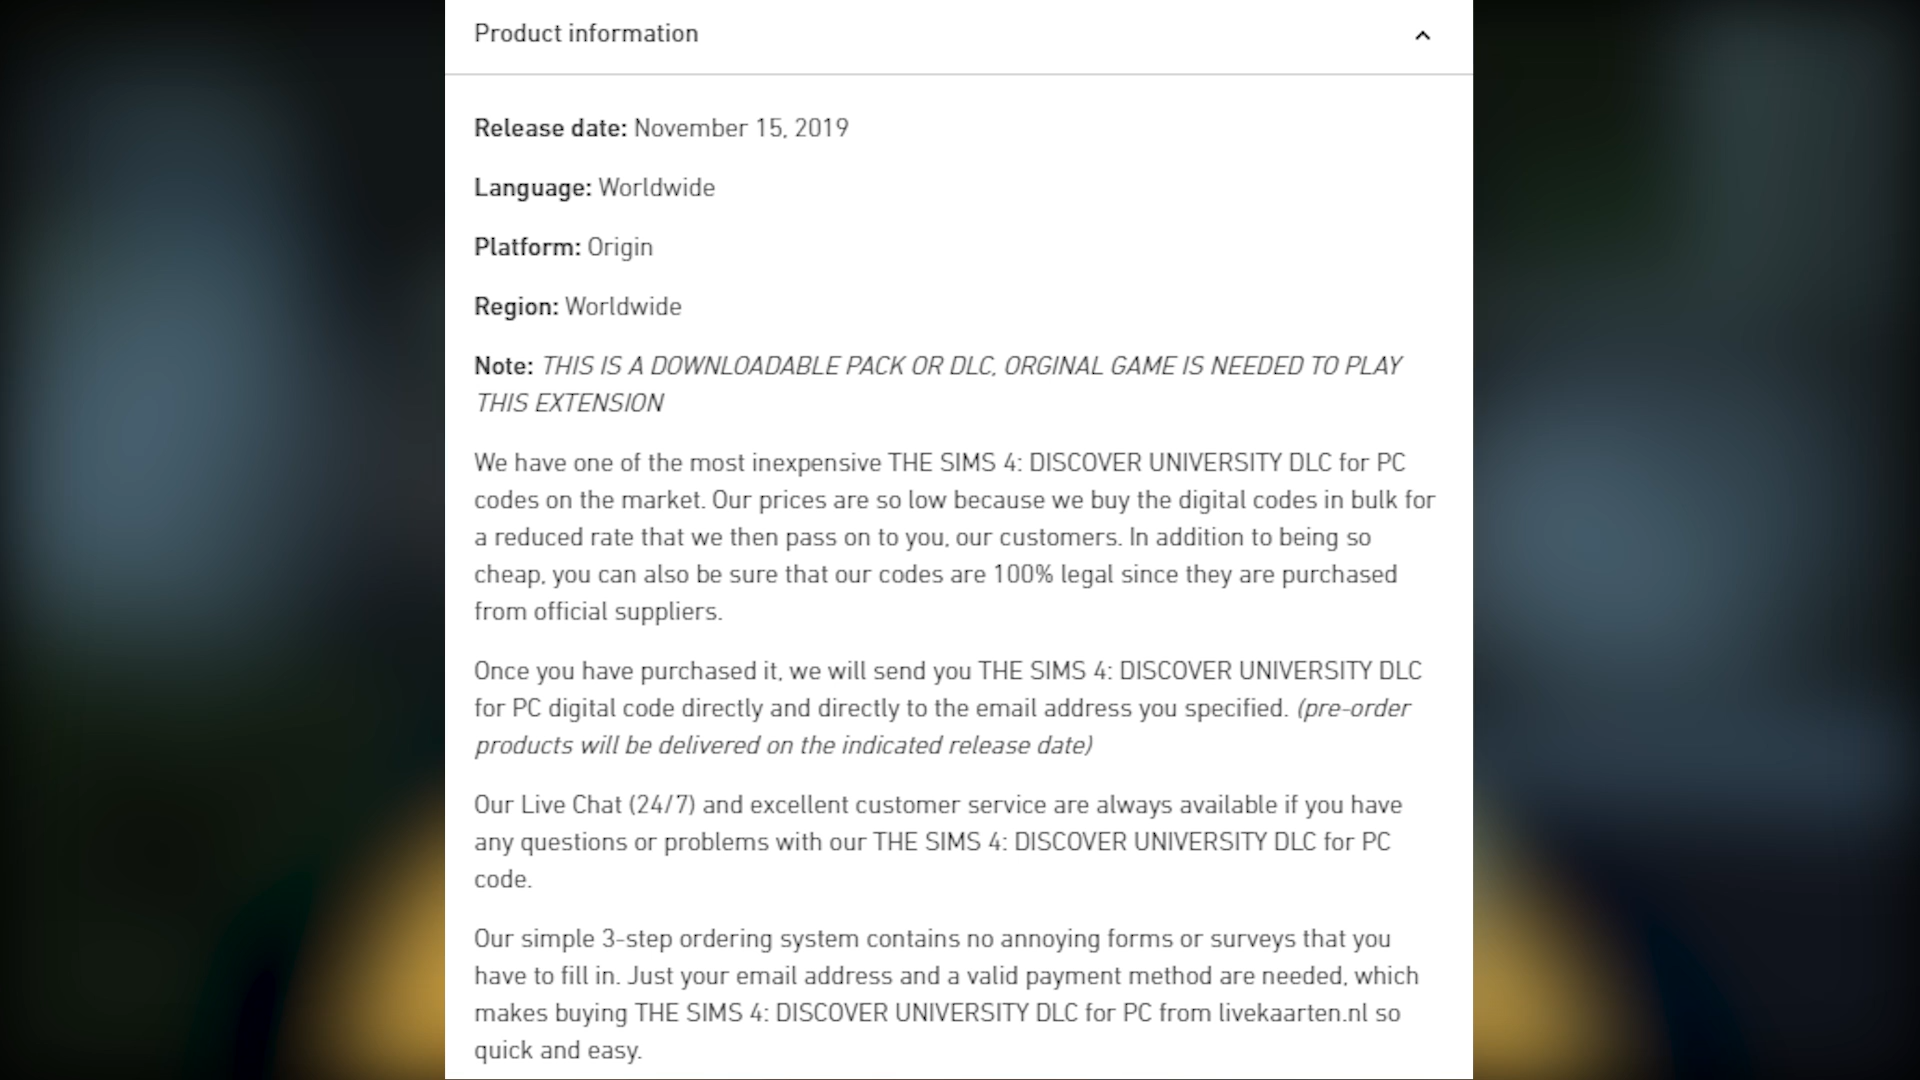 Product information
Release date: November 15, 2019
Language: Worldwide
Platform: Origin
Region: Worldwide
Note: THIS IS A DOWNLOADABLE PACK OR DLC, ORGINAL GAME IS NEEDED TO PLAY
THIS EXTENSION
We have one of the most inexpensive THE SIMS 4: DISCOVER UNIVERSITY DLC for PC
codes on the market. Our prices are so low because we buy the digital codes in bulk for
a reduced rate that we then pass on to you, our customers. In addition to being so
cheap, you can also be sure that our codes are 100% legal since they are purchased
from official suppliers.
Once you have purchased it, we will send you THE SIMS 4: DISCOVER UNIVERSITY DLC
for PC digital code directly and directly to the email address you specified. (pre-order
products will be delivered on the indicated release date)
Our Live Chat (24/7) and excellent customer service are always available if you have
any questions or problems with our THE SIMS 4: DISCOVER UNIVERSITY DLC for PC
code.
Our simple 3-step ordering system contains no annoying forms or surveys that you
have to fill in. Just your email address and a valid payment method are needed, which
makes buying THE SIMS 4: DISCOVER UNIVERSITY DLC for PC from livekaarten.nl so
quick and easy.